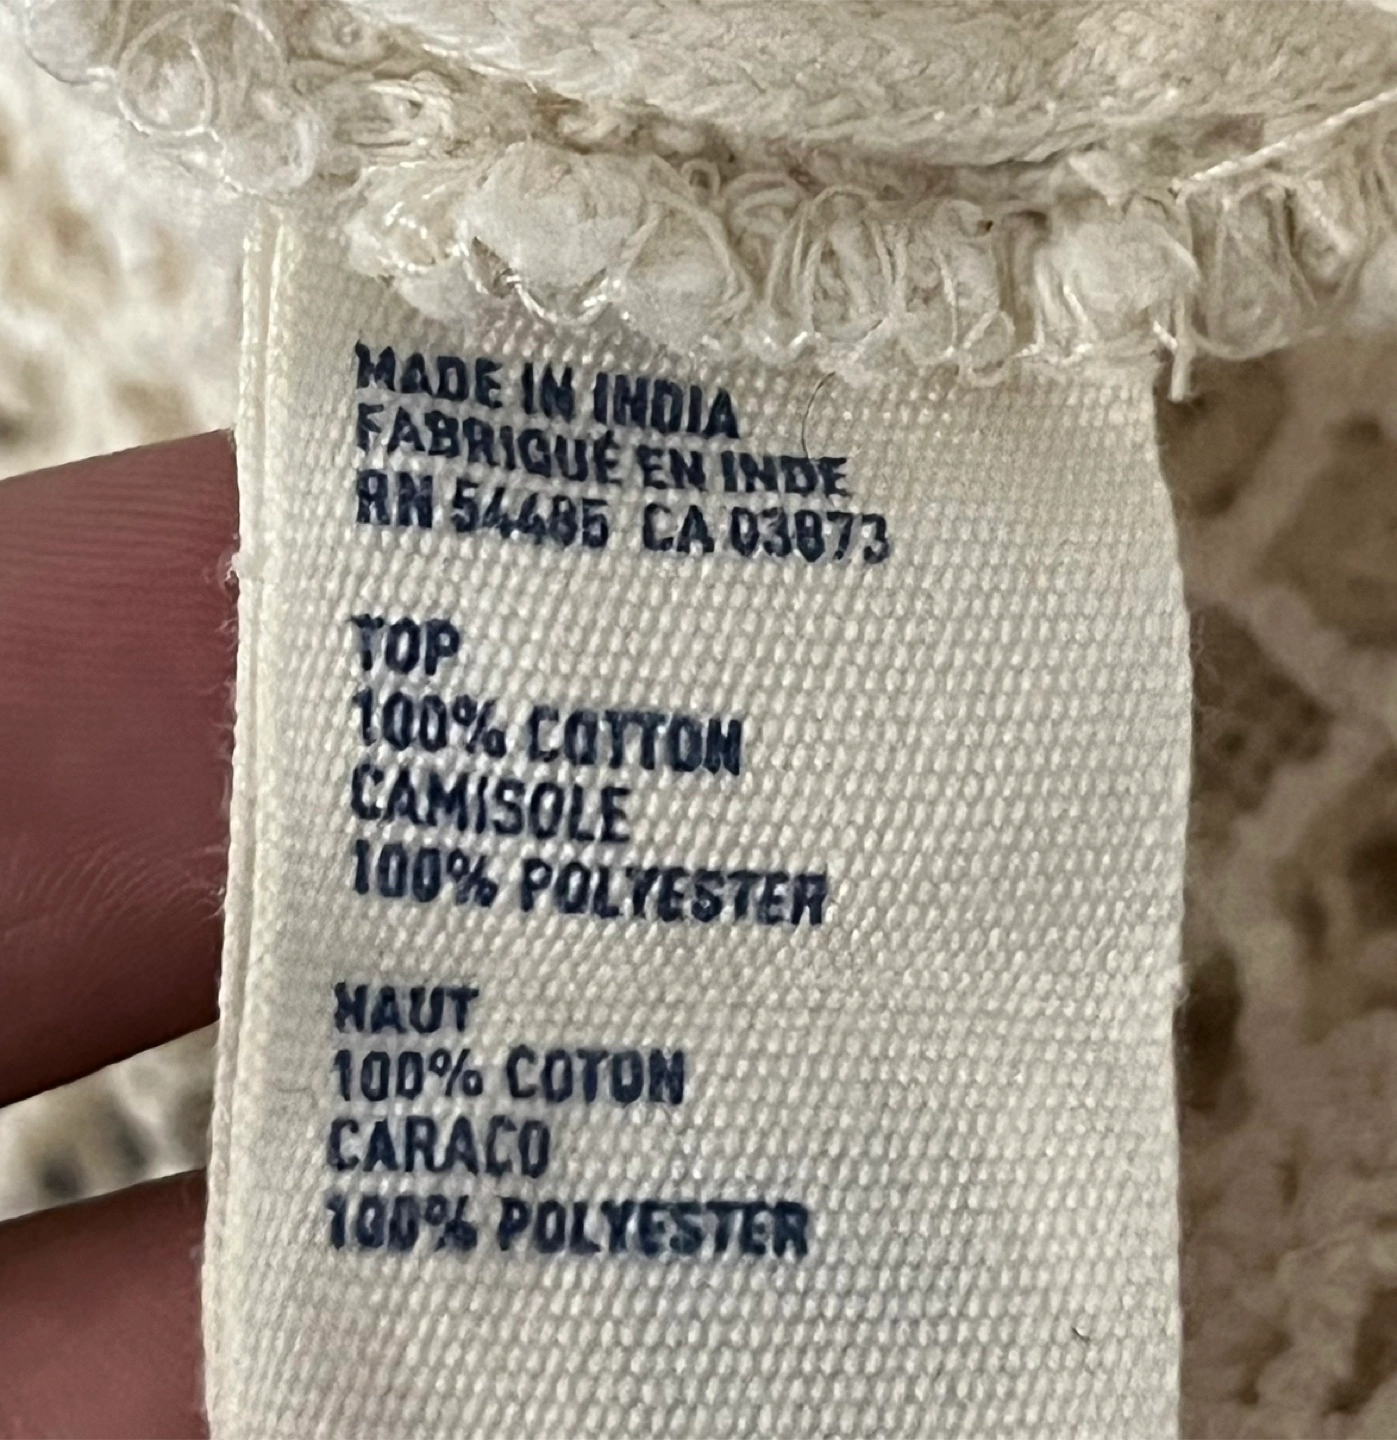 MADE IN INDIA
FABRIQUÉ EN INDE
RN 54485 CA 03873
TOP
100% COTTON
CAMISOLE
100% POLYESTER
HAUT
100% COTON
CARACO
100% POLYESTER